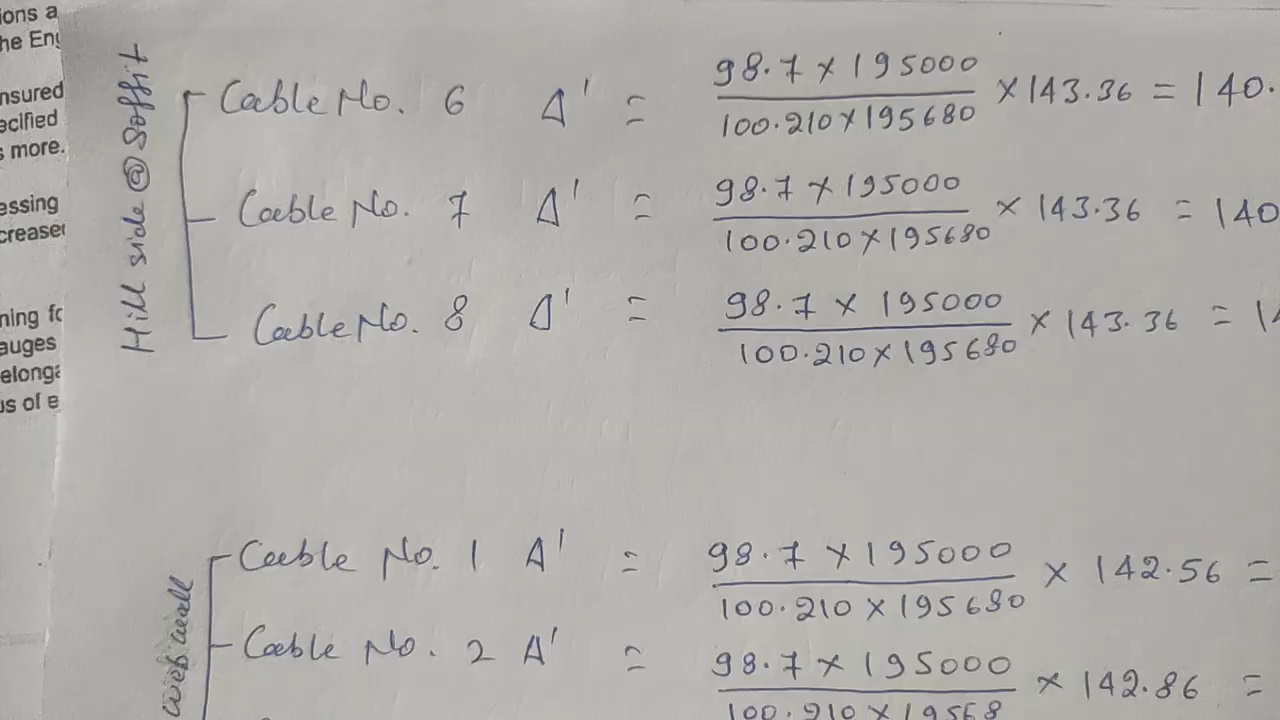 ions a
he Eng
nsured
ecified
s more.
essing
crease
ning fo
auges
elonga
us of e
Hill side @ Soffit
Cable No. 6 Δ' = 98.7 × 195000 / 100.210 × 195680 × 143.36 = 140.
Cable No. 7 Δ' = 98.7 × 195000 / 100.210 × 195680 × 143.36 = 140
Cable No. 8 Δ' = 98.7 × 195000 / 100.210 × 195680 × 143.36 = 14
web wall
Cable No. 1 Δ' = 98.7 × 195000 / 100.210 × 195680 × 142.56 =
Cable No. 2 Δ' = 98.7 × 195000 / 100.210 × 19568 × 142.86 =